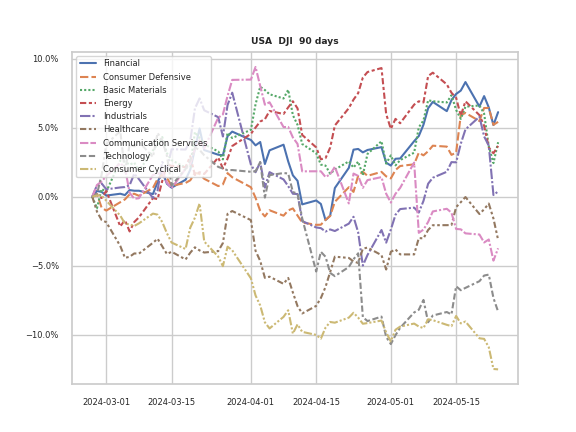 USA DJI 90 days
10.0%
5.0%
0.0%
−5.0%
−10.0%
Financial
Consumer Defensive
Basic Materials
Energy
Industrials
Healthcare
Communication Services
Technology
Consumer Cyclical
2024-03-01 2024-03-15 2024-04-01 2024-04-15 2024-05-01 2024-05-15